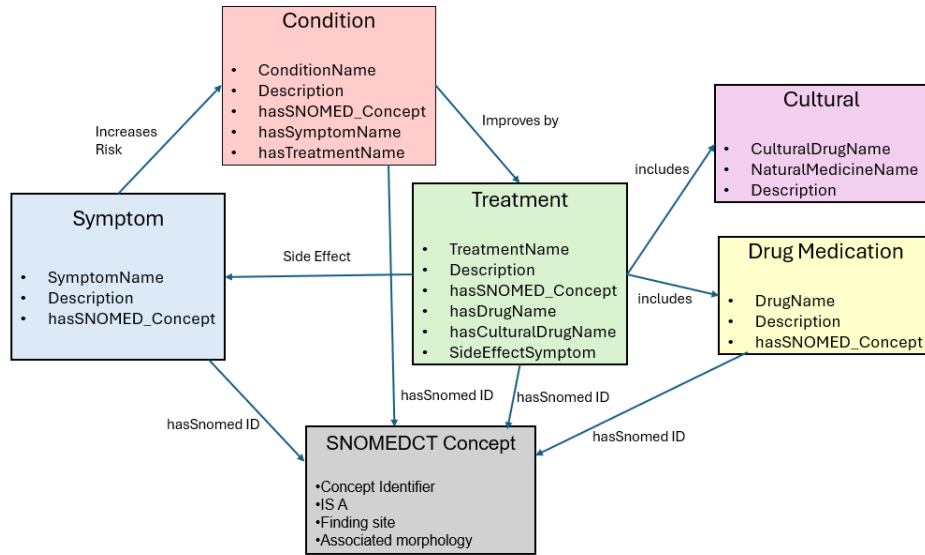 Condition
• ConditionName
• Description
• hasSNOMED_Concept
• hasSymptomName
• hasTreatmentName
Increases
Risk
Improves by
Cultural
• CulturalDrugName
• NaturalMedicineName
• Description
includes
Symptom
• SymptomName
• Description
• hasSNOMED_Concept
Side Effect
Treatment
• TreatmentName
• Description
• hasSNOMED_Concept
• hasDrugName
• hasCulturalDrugName
• SideEffectSymptom
includes
Drug Medication
• DrugName
• Description
• hasSNOMED_Concept
hasSnomed ID
hasSnomed ID
hasSnomed ID
hasSnomed ID
SNOMEDCT Concept
•Concept Identifier
•IS A
•Finding site
•Associated morphology